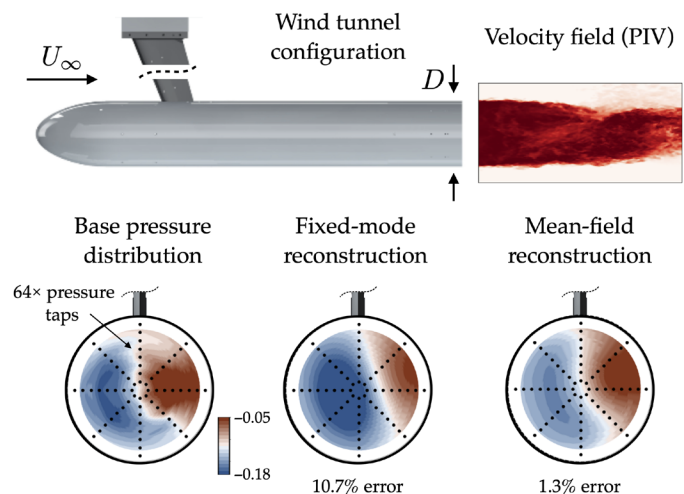 Wind tunnel
configuration
Velocity field (PIV)
U∞
D
Base pressure
distribution
Fixed-mode
reconstruction
Mean-field
reconstruction
64× pressure
taps
−0.05
−0.18
10.7% error
1.3% error